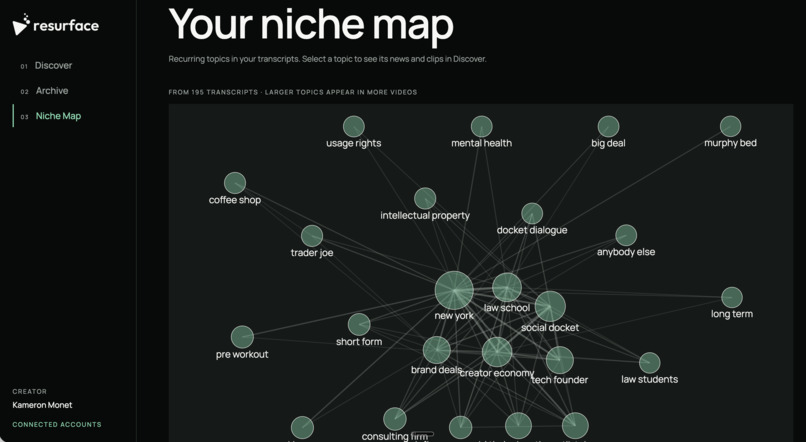 resurface
Your niche map
Recurring topics in your transcripts. Select a topic to see its news and clips in Discover.
01 Discover
02 Archive
03 Niche Map
FROM 195 TRANSCRIPTS · LARGER TOPICS APPEAR IN MORE VIDEOS
usage rights
mental health
big deal
murphy bed
coffee shop
intellectual property
docket dialogue
trader joe
anybody else
new york
law school
social docket
long term
pre workout
short form
brand deals
creator economy
tech founder
law students
consulting firm
CREATOR
Kameron Monet
CONNECTED ACCOUNTS